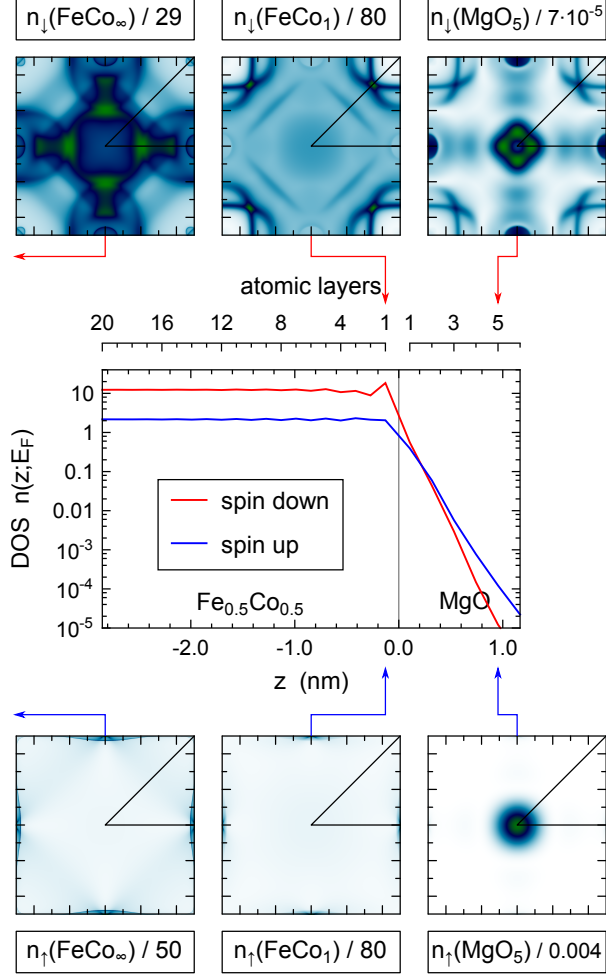 n↓(FeCo∞) / 29 n↓(FeCo₁) / 80 n↓(MgO₅) / 7·10⁻⁵
atomic layers
20 16 12 8 4 1 1 3 5
10
1
0.1
0.01
10⁻³
10⁻⁴
10⁻⁵
DOS n(z;E_F)
spin down
spin up
Fe₀.₅Co₀.₅ MgO
-2.0 -1.0 0.0 1.0
z (nm)
n↑(FeCo∞) / 50 n↑(FeCo₁) / 80 n↑(MgO₅) / 0.004